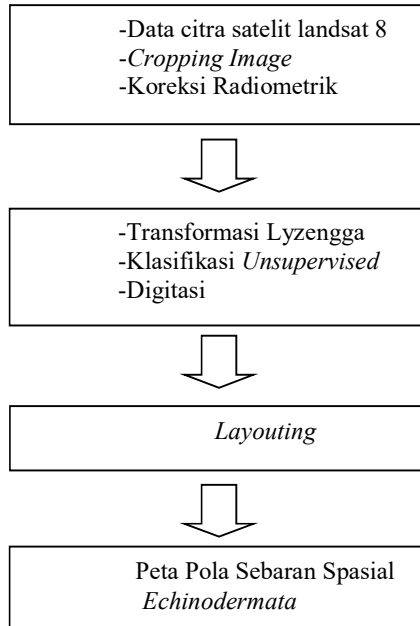 -Data citra satelit landsat 8
-Cropping Image
-Koreksi Radiometrik
-Transformasi Lyzengga
-Klasifikasi Unsupervised
-Digitasi
Layouting
Peta Pola Sebaran Spasial
Echinodermata